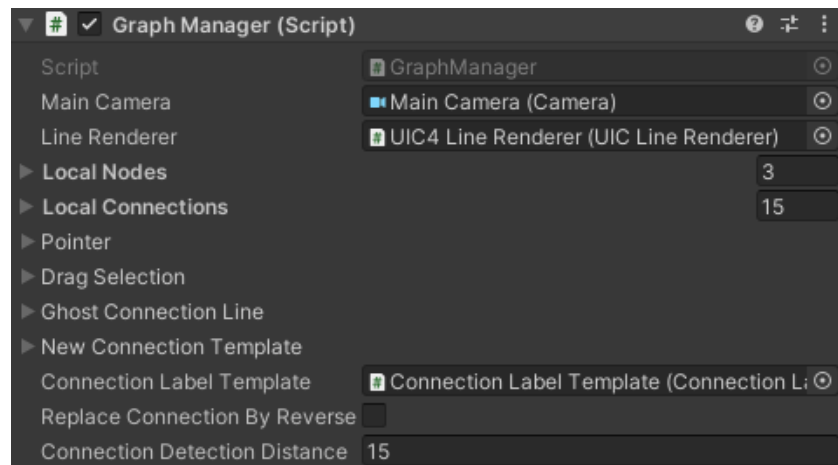 Graph Manager (Script)
Script GraphManager
Main Camera Main Camera (Camera)
Line Renderer UIC4 Line Renderer (UIC Line Renderer)
Local Nodes 3
Local Connections 15
Pointer
Drag Selection
Ghost Connection Line
New Connection Template
Connection Label Template Connection Label Template (Connection La
Replace Connection By Reverse
Connection Detection Distance 15